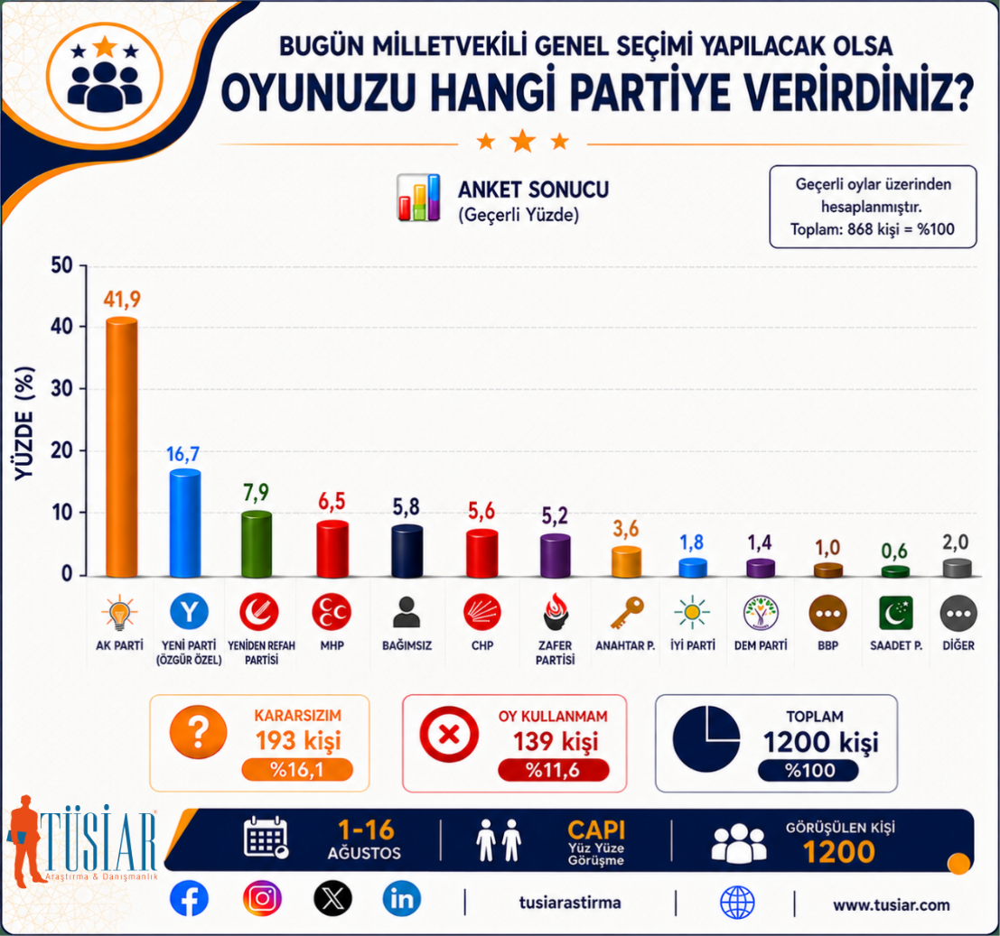 BUGÜN MİLLETVEKİLİ GENEL SEÇİMİ YAPILACAK OLSA
OYUNUZU HANGİ PARTİYE VERİRDİNİZ?
ANKET SONUCU
(Geçerli Yüzde)
Geçerli oylar üzerinden
hesaplanmıştır.
Toplam: 868 kişi = %100
YÜZDE (%)
50
40
30
20
10
0
41,9
16,7
7,9
6,5
5,8
5,6
5,2
3,6
1,8
1,4
1,0
0,6
2,0
Y
AK PARTİ
YENİ PARTİ
(ÖZGÜR ÖZEL)
YENİDEN REFAH
PARTİSİ
MHP
BAĞIMSIZ
CHP
ZAFER
PARTİSİ
ANAHTAR P.
İYİ PARTİ
DEM PARTİ
BBP
SAADET P.
DİĞER
?
KARARSIZIM
193 kişi
%16,1
OY KULLANMAM
139 kişi
%11,6
TOPLAM
1200 kişi
%100
TÜSİAR
Araştırma & Danışmanlık
1-16
AĞUSTOS
CAPI
Yüz Yüze
Görüşme
GÖRÜŞÜLEN KİŞİ
1200
tusiarastirma
www.tusiar.com